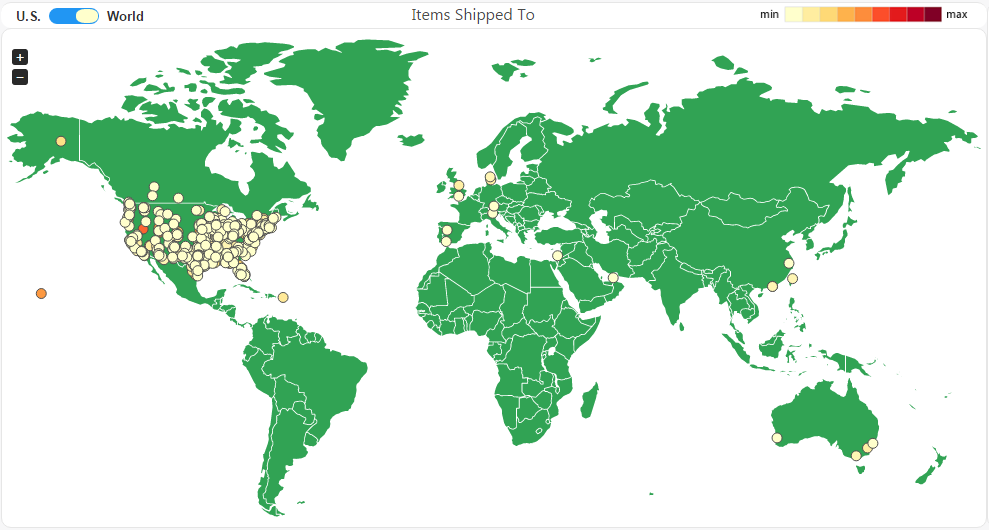 U.S. World
Items Shipped To
min max
+
−